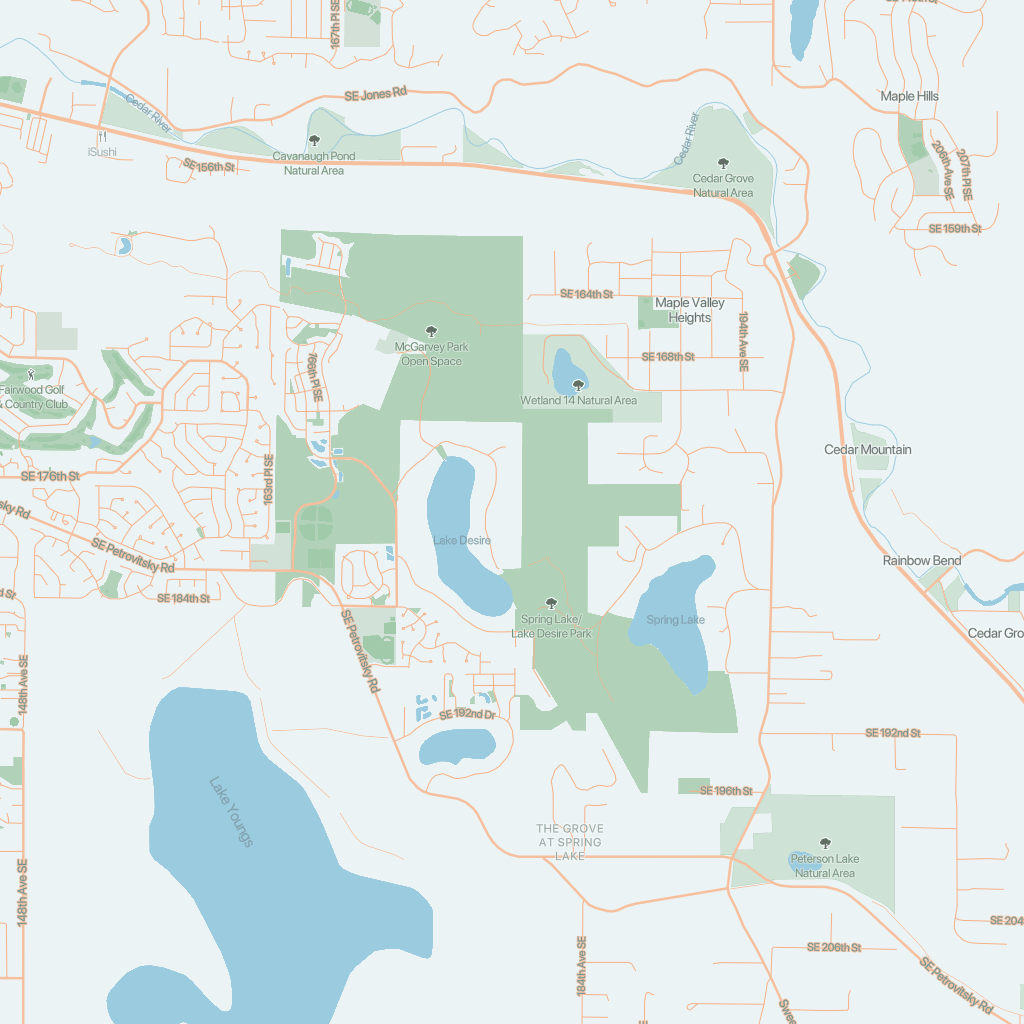 167th Pl SE
SE Jones Rd
Maple Hills
Cedar River
Cedar River
iSushi
SE 156th St
Cavanaugh Pond
Natural Area
Cedar Grove
Natural Area
206th Ave SE
207th Pl SE
SE 159th St
SE 164th St
Maple Valley
Heights
194th Ave SE
McGarvey Park
Open Space
SE 168th St
166th Pl SE
Wetland 14 Natural Area
Fairwood Golf
& Country Club
Cedar Mountain
163rd Pl SE
SE 176th St
SE Petrovitsky Rd
Lake Desire
Rainbow Bend
SE 184th St
Spring Lake/
Lake Desire Park
Spring Lake
SE Petrovitsky Rd
Cedar Gro
148th Ave SE
SE 192nd Dr
SE 192nd St
SE 196th St
Lake Youngs
THE GROVE
AT SPRING
LAKE
Peterson Lake
Natural Area
148th Ave SE
SE 204
184th Ave SE
SE 206th St
SE Petrovitsky Rd